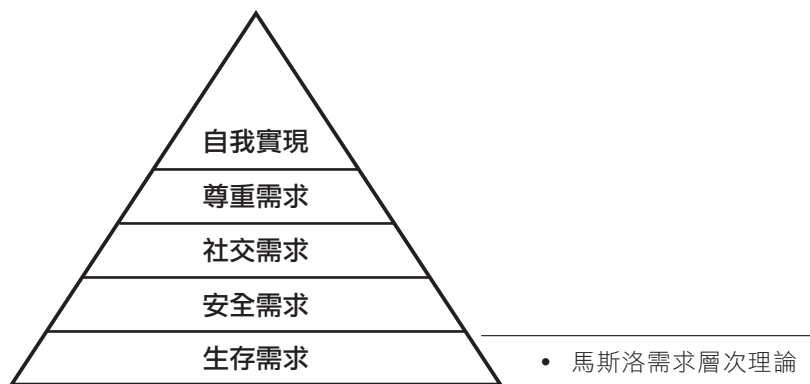 自我實現
尊重需求
社交需求
安全需求
生存需求
• 馬斯洛需求層次理論